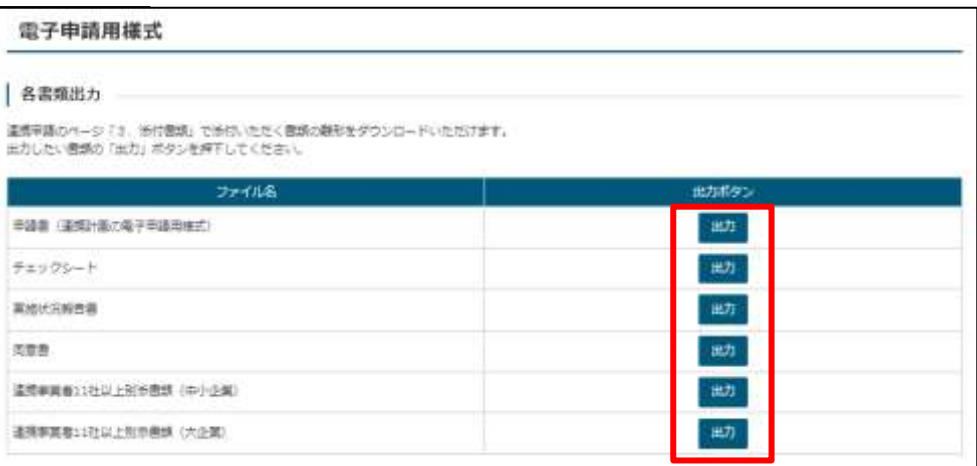 電子申請用様式
各書類出力
連携申請のページ「3．添付書類」で添付いただく書類の雛形をダウンロードいただけます。
出力したい書類の「出力」ボタンを押下してください。
ファイル名 出力ボタン
申請書（連携計画の電子申請用様式） 出力
チェックシート 出力
実施状況報告書 出力
同意書 出力
連携事業者11社以上別添書類（中小企業） 出力
連携事業者11社以上別添書類（大企業） 出力